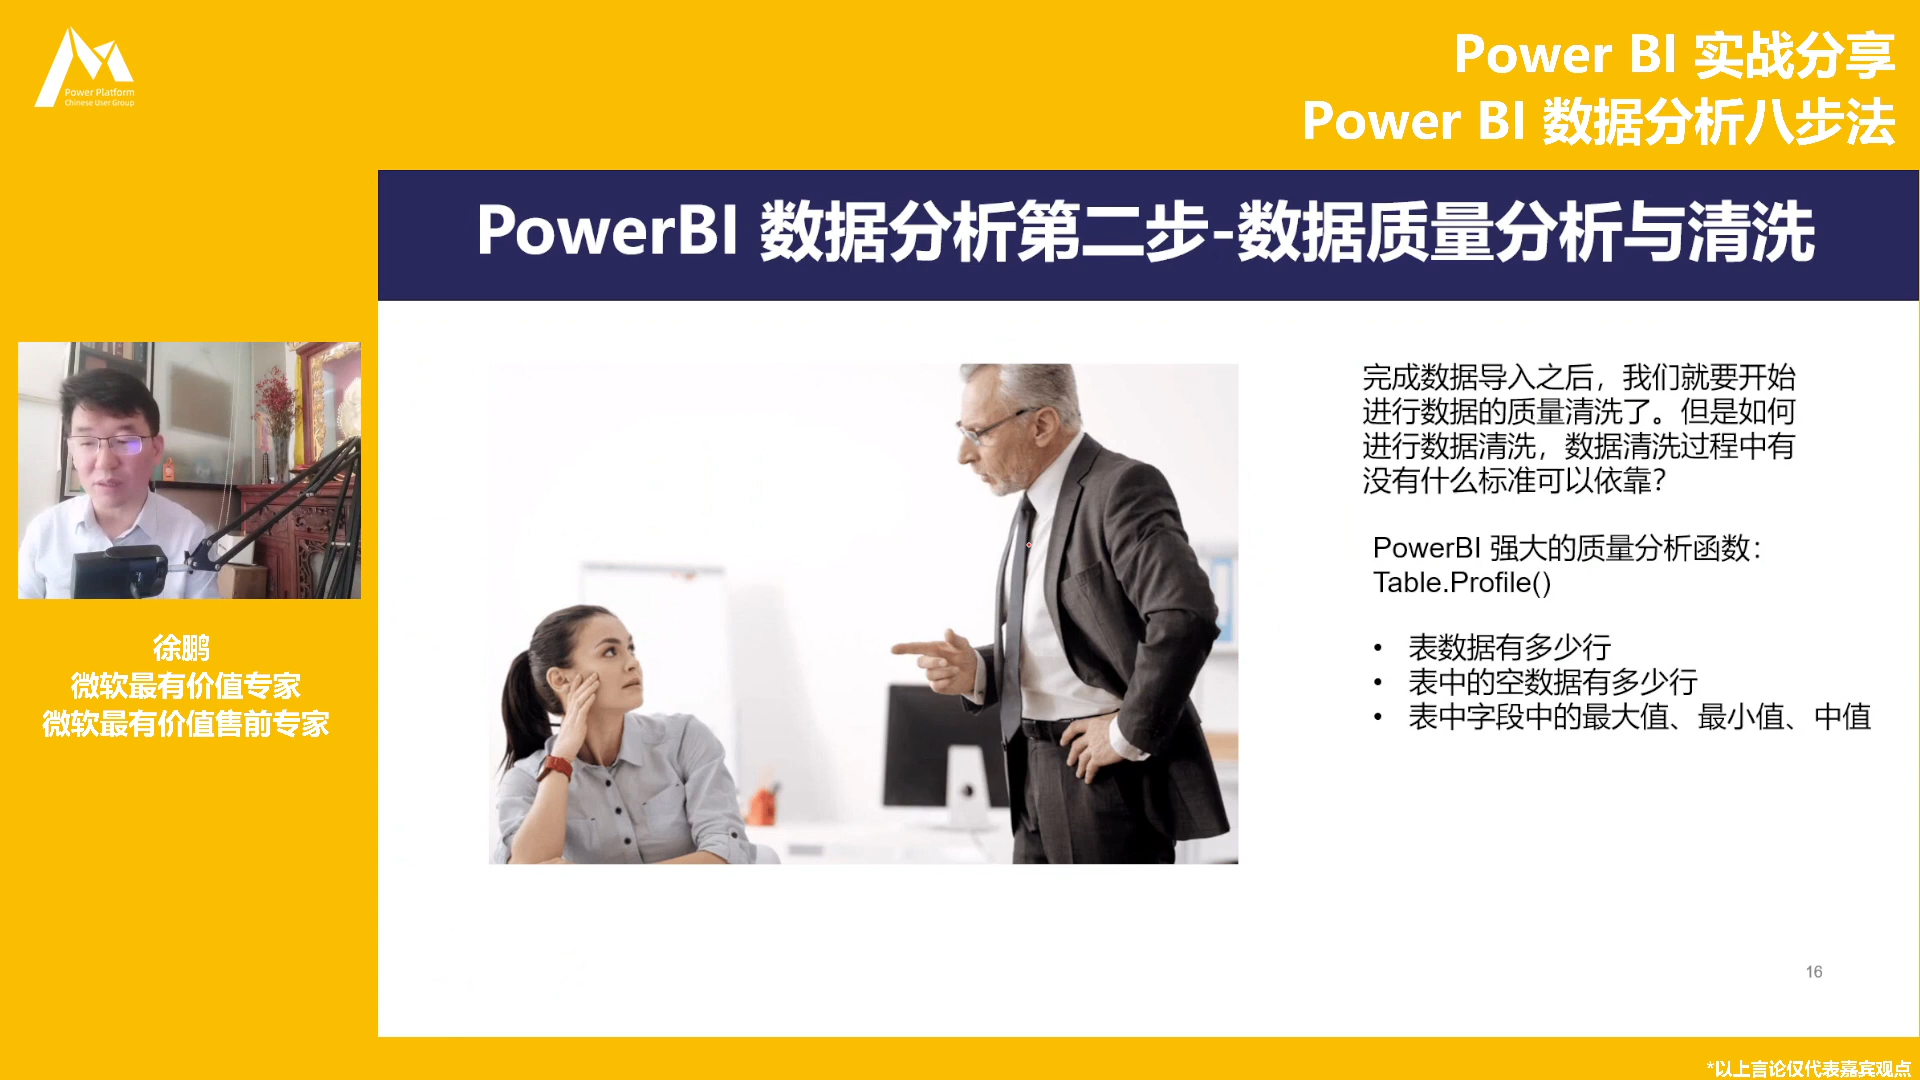 Power Platform
Chinese User Group
Power BI 实战分享
Power BI 数据分析八步法
PowerBI 数据分析第二步-数据质量分析与清洗
完成数据导入之后，我们就要开始
进行数据的质量清洗了。但是如何
进行数据清洗，数据清洗过程中有
没有什么标准可以依靠？
PowerBI 强大的质量分析函数：
Table.Profile()
• 表数据有多少行
• 表中的空数据有多少行
• 表中字段中的最大值、最小值、中值
徐鹏
微软最有价值专家
微软最有价值售前专家
16
*以上言论仅代表嘉宾观点